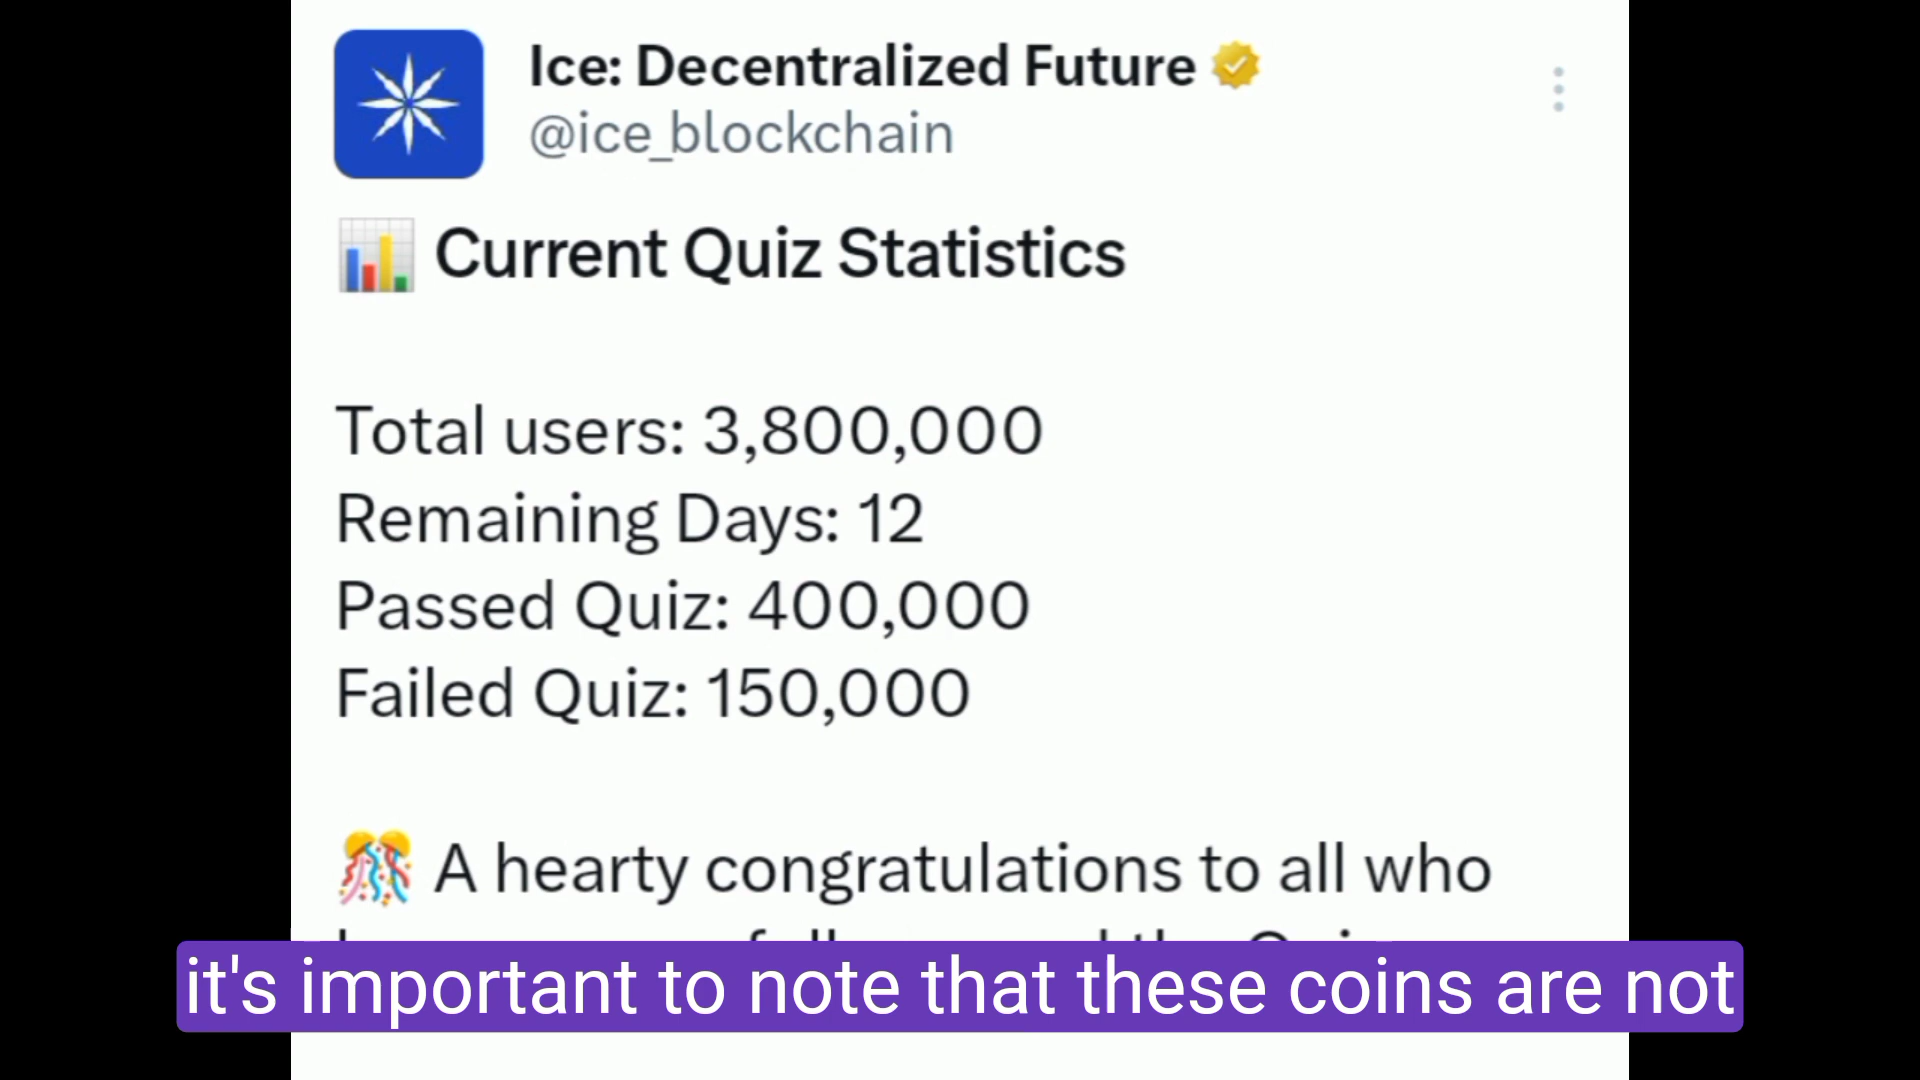 Ice: Decentralized Future
@ice_blockchain
Current Quiz Statistics
Total users: 3,800,000
Remaining Days: 12
Passed Quiz: 400,000
Failed Quiz: 150,000
A hearty congratulations to all who
it's important to note that these coins are not